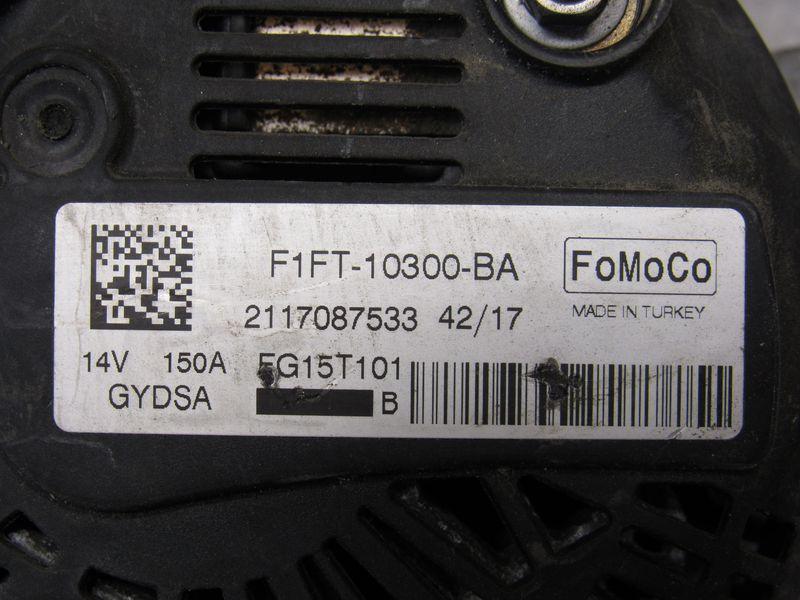 F1FT-10300-BA
FoMoCo
2117087533 42/17
MADE IN TURKEY
14V 150A FG15T101
GYDSA
B